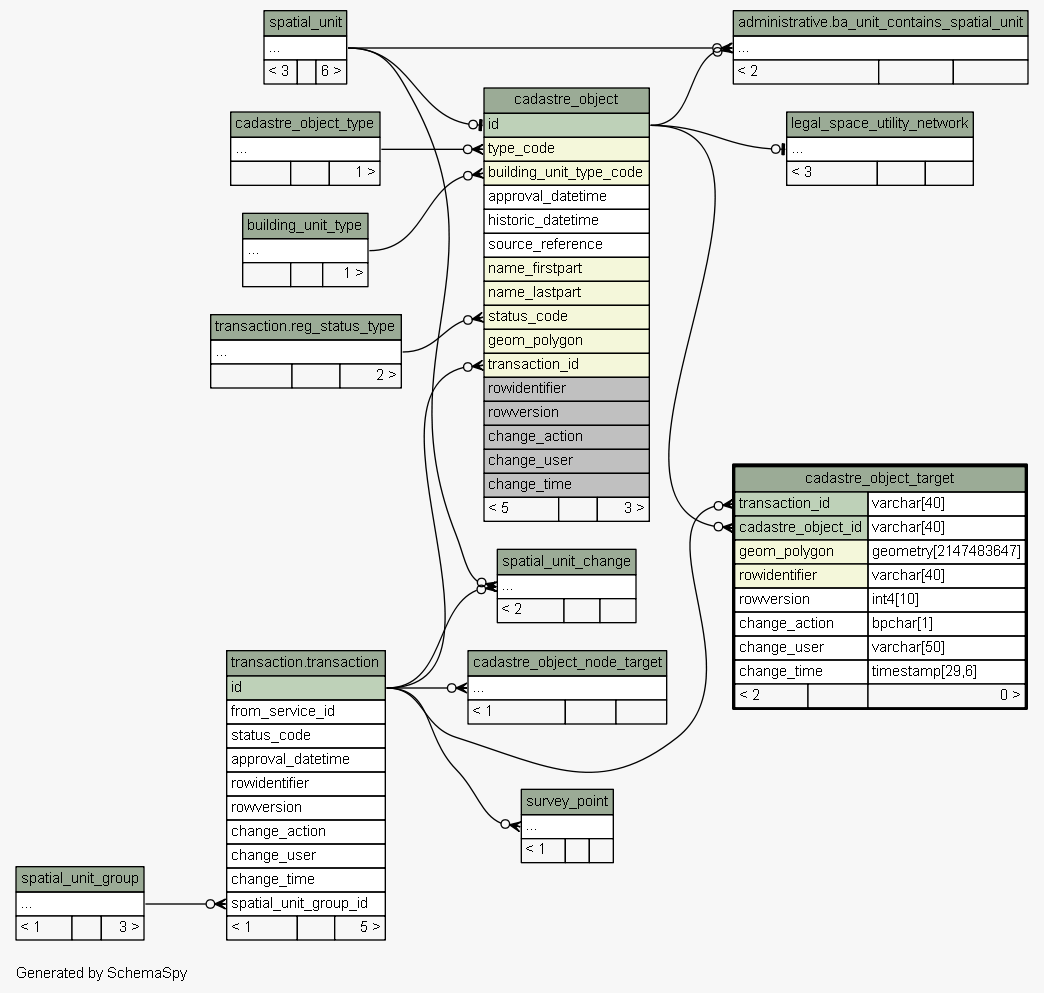 spatial_unit
...
< 3 6 >
administrative.ba_unit_contains_spatial_unit
...
< 2
cadastre_object
id
type_code
building_unit_type_code
approval_datetime
historic_datetime
source_reference
name_firstpart
name_lastpart
status_code
geom_polygon
transaction_id
rowidentifier
rowversion
change_action
change_user
change_time
< 5 3 >
cadastre_object_type
...
1 >
legal_space_utility_network
...
< 3
building_unit_type
...
1 >
transaction.reg_status_type
...
2 >
cadastre_object_target
transaction_id varchar[40]
cadastre_object_id varchar[40]
geom_polygon geometry[2147483647]
rowidentifier varchar[40]
rowversion int4[10]
change_action bpchar[1]
change_user varchar[50]
change_time timestamp[29,6]
< 2 0 >
spatial_unit_change
...
< 2
transaction.transaction
id
from_service_id
status_code
approval_datetime
rowidentifier
rowversion
change_action
change_user
change_time
spatial_unit_group_id
< 1 5 >
cadastre_object_node_target
...
< 1
survey_point
...
< 1
spatial_unit_group
...
< 1 3 >
Generated by SchemaSpy